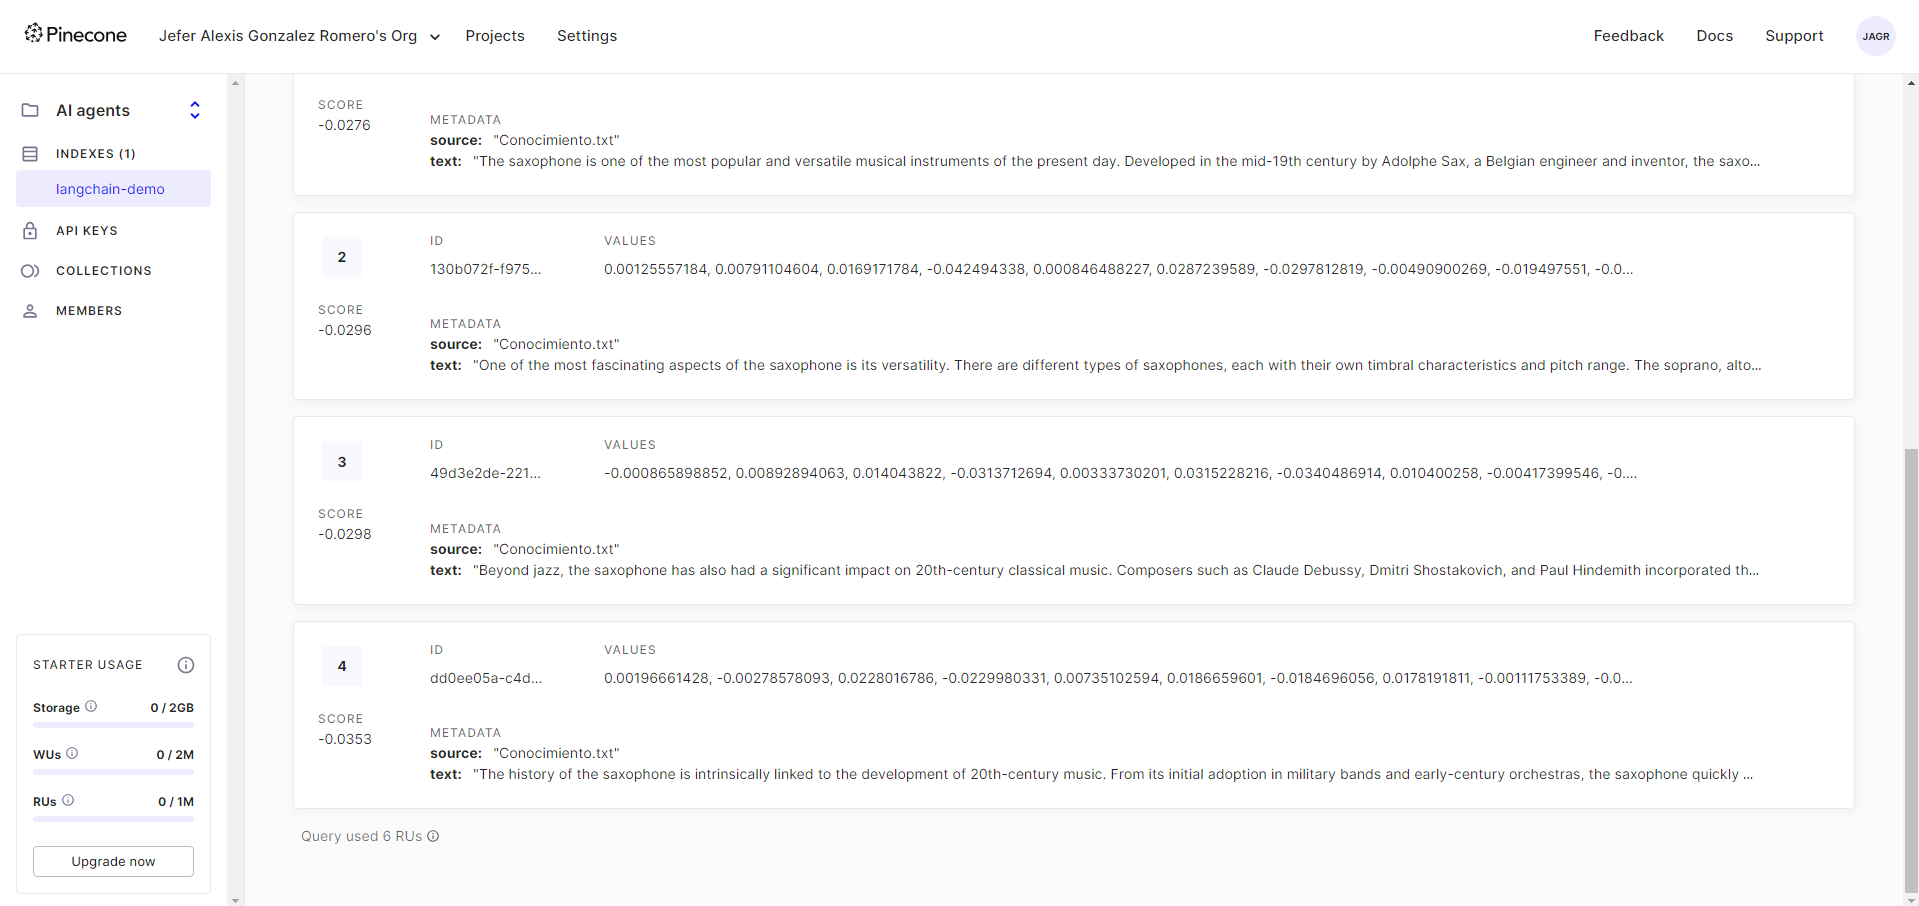 Pinecone
Jefer Alexis Gonzalez Romero's Org
Projects
Settings
Feedback
Docs
Support
JAGR
AI agents
INDEXES (1)
langchain-demo
API KEYS
COLLECTIONS
MEMBERS
STARTER USAGE
Storage 0 / 2GB
WUs 0 / 2M
RUs 0 / 1M
Upgrade now
SCORE
-0.0276
METADATA
source: "Conocimiento.txt"
text: "The saxophone is one of the most popular and versatile musical instruments of the present day. Developed in the mid-19th century by Adolphe Sax, a Belgian engineer and inventor, the saxo...
2
ID
130b072f-f975...
VALUES
0.00125557184, 0.00791104604, 0.0169171784, -0.042494338, 0.000846488227, 0.0287239589, -0.0297812819, -0.00490900269, -0.019497551, -0.0...
SCORE
-0.0296
METADATA
source: "Conocimiento.txt"
text: "One of the most fascinating aspects of the saxophone is its versatility. There are different types of saxophones, each with their own timbral characteristics and pitch range. The soprano, alto...
3
ID
49d3e2de-221...
VALUES
-0.000865898852, 0.00892894063, 0.014043822, -0.0313712694, 0.00333730201, 0.0315228216, -0.0340486914, 0.010400258, -0.00417399546, -0....
SCORE
-0.0298
METADATA
source: "Conocimiento.txt"
text: "Beyond jazz, the saxophone has also had a significant impact on 20th-century classical music. Composers such as Claude Debussy, Dmitri Shostakovich, and Paul Hindemith incorporated th...
4
ID
dd0ee05a-c4d...
VALUES
0.00196661428, -0.00278578093, 0.0228016786, -0.0229980331, 0.00735102594, 0.0186659601, -0.0184696056, 0.0178191811, -0.00111753389, -0.0...
SCORE
-0.0353
METADATA
source: "Conocimiento.txt"
text: "The history of the saxophone is intrinsically linked to the development of 20th-century music. From its initial adoption in military bands and early-century orchestras, the saxophone quickly ...
Query used 6 RUs